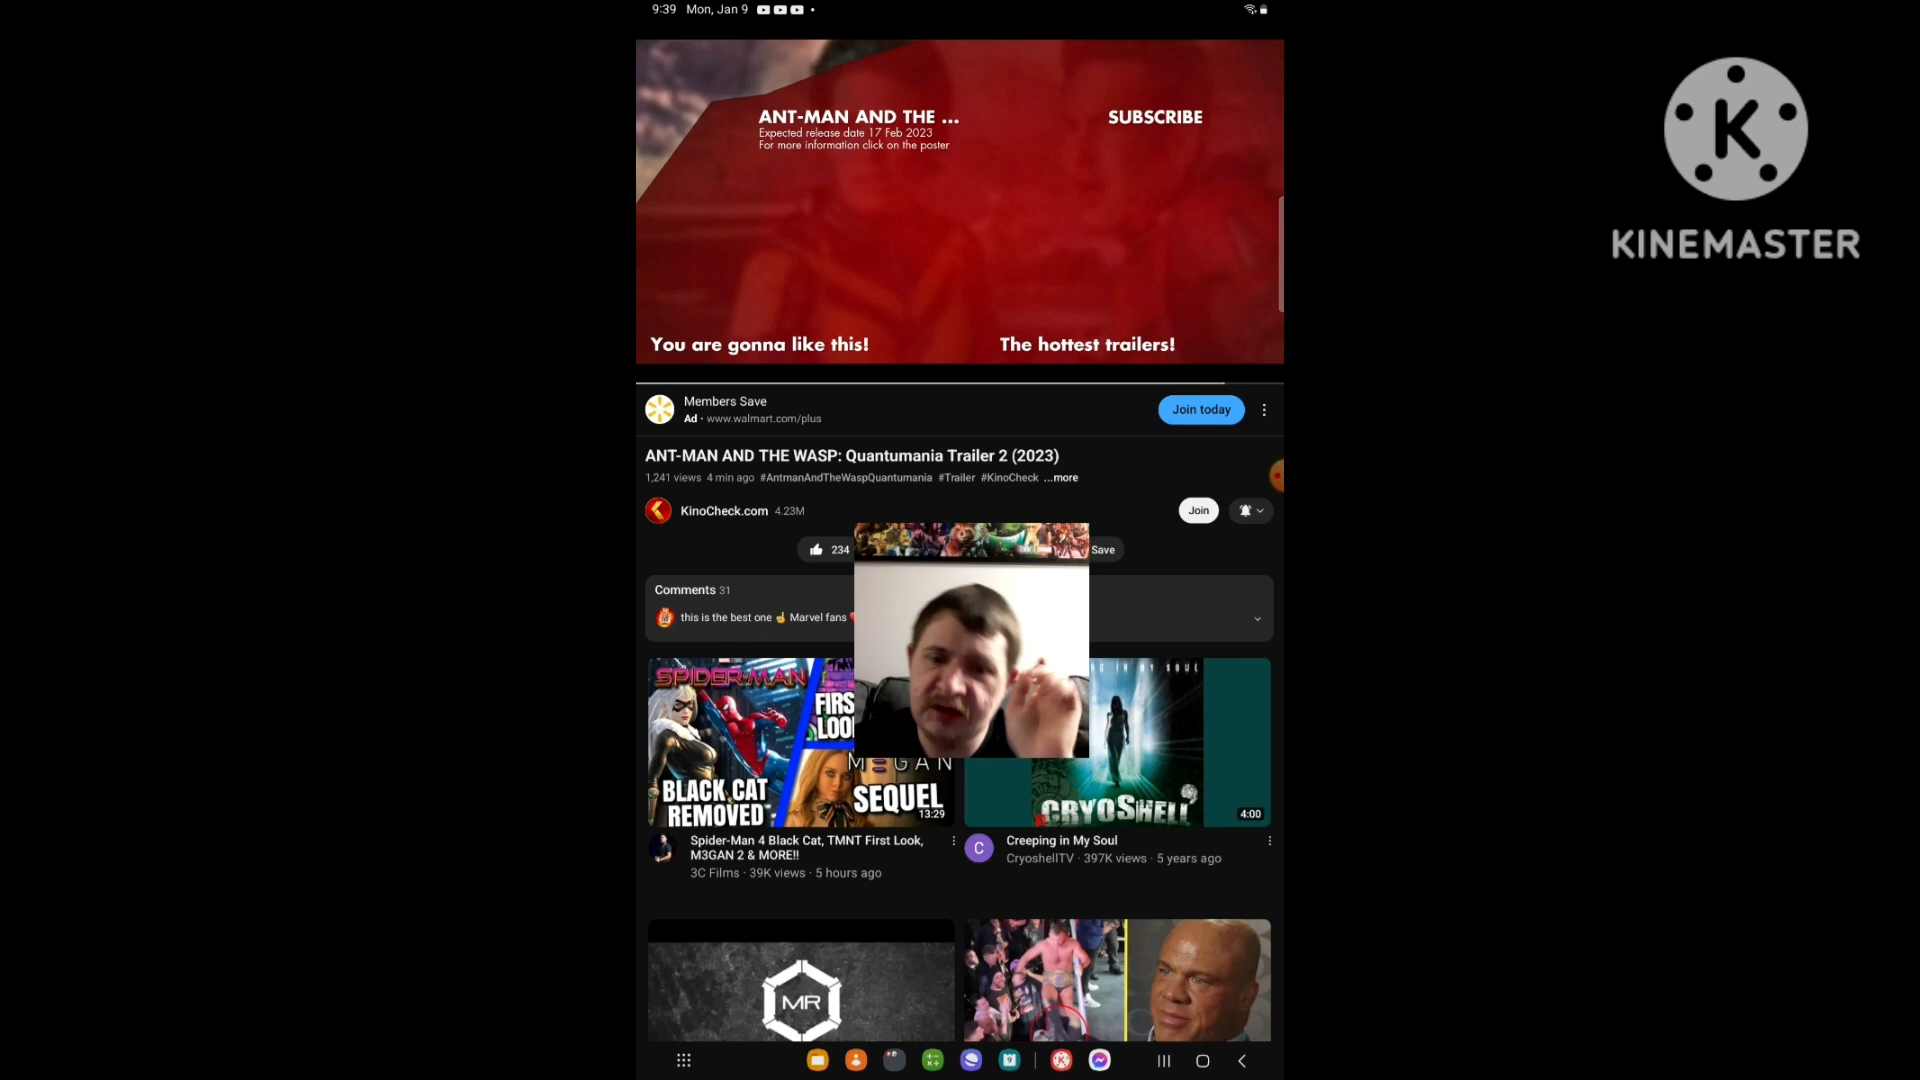 9:39 Mon, Jan 9
ANT-MAN AND THE ...
Expected release date 17 Feb 2023
For more information click on the poster
SUBSCRIBE
You are gonna like this!
The hottest trailers!
KINEMASTER
Members Save
Ad · www.walmart.com/plus
Join today
ANT-MAN AND THE WASP: Quantumania Trailer 2 (2023)
1,241 views 4 min ago #AntmanAndTheWaspQuantumania #Trailer #KinoCheck ...more
KinoCheck.com 4.23M
Join
234
Save
Comments 31
this is the best one ☝ Marvel fans
SPIDER-MAN
FIRS
LOO
BLACK CAT
REMOVED
M3GAN
SEQUEL
13:29
G IN MY SOUL
CRYOSHELL
4:00
Spider-Man 4 Black Cat, TMNT First Look,
M3GAN 2 & MORE!!
3C Films · 39K views · 5 hours ago
C
Creeping in My Soul
CryoshellTV · 397K views · 5 years ago
MR